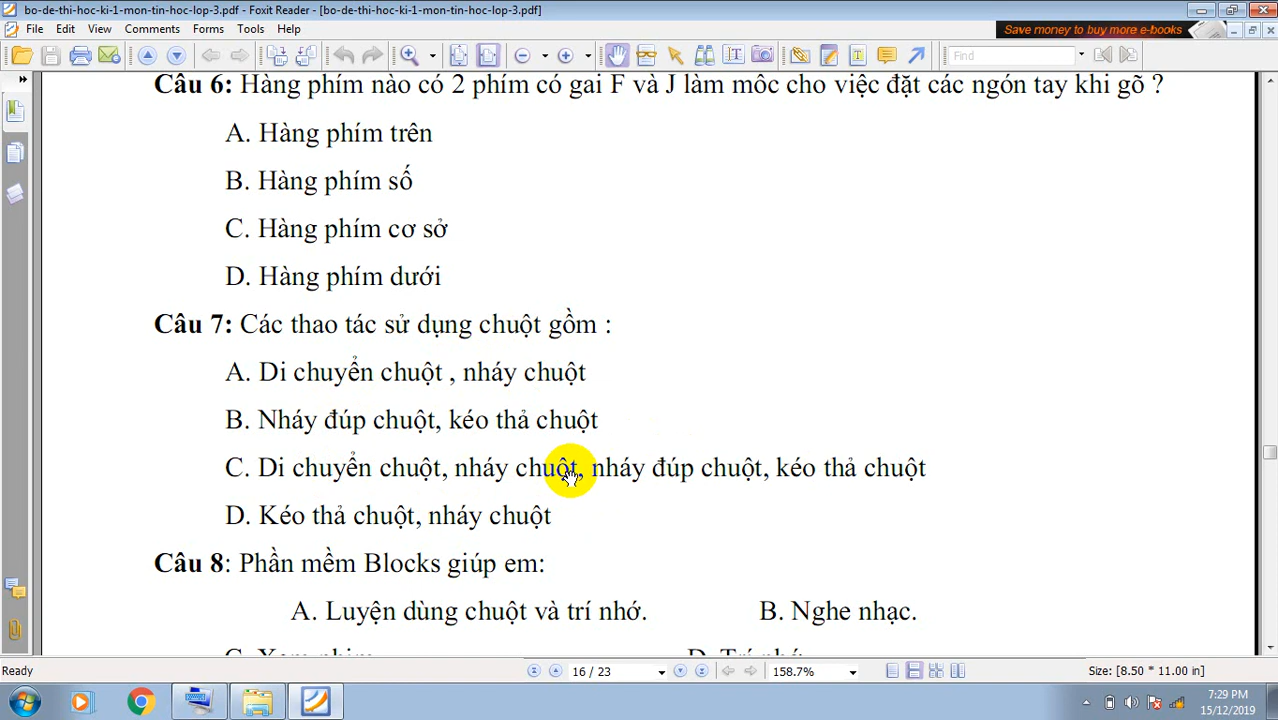 bo-de-thi-hoc-ki-1-mon-tin-hoc-lop-3.pdf - Foxit Reader - [bo-de-thi-hoc-ki-1-mon-tin-hoc-lop-3.pdf]
File Edit View Comments Forms Tools Help
Save money to buy more e-books
Find
Câu 6: Hàng phím nào có 2 phím có gai F và J làm môc cho việc đặt các ngón tay khi gõ ?
A. Hàng phím trên
B. Hàng phím số
C. Hàng phím cơ sở
D. Hàng phím dưới
Câu 7: Các thao tác sử dụng chuột gồm :
A. Di chuyển chuột , nháy chuột
B. Nháy đúp chuột, kéo thả chuột
C. Di chuyển chuột, nháy chuột, nháy đúp chuột, kéo thả chuột
D. Kéo thả chuột, nháy chuột
Câu 8: Phần mềm Blocks giúp em:
A. Luyện dùng chuột và trí nhớ. B. Nghe nhạc.
C. Xem phim D. Trí nhớ
Ready 16 / 23 158.7% Size: [8.50 * 11.00 in]
7:29 PM
15/12/2019